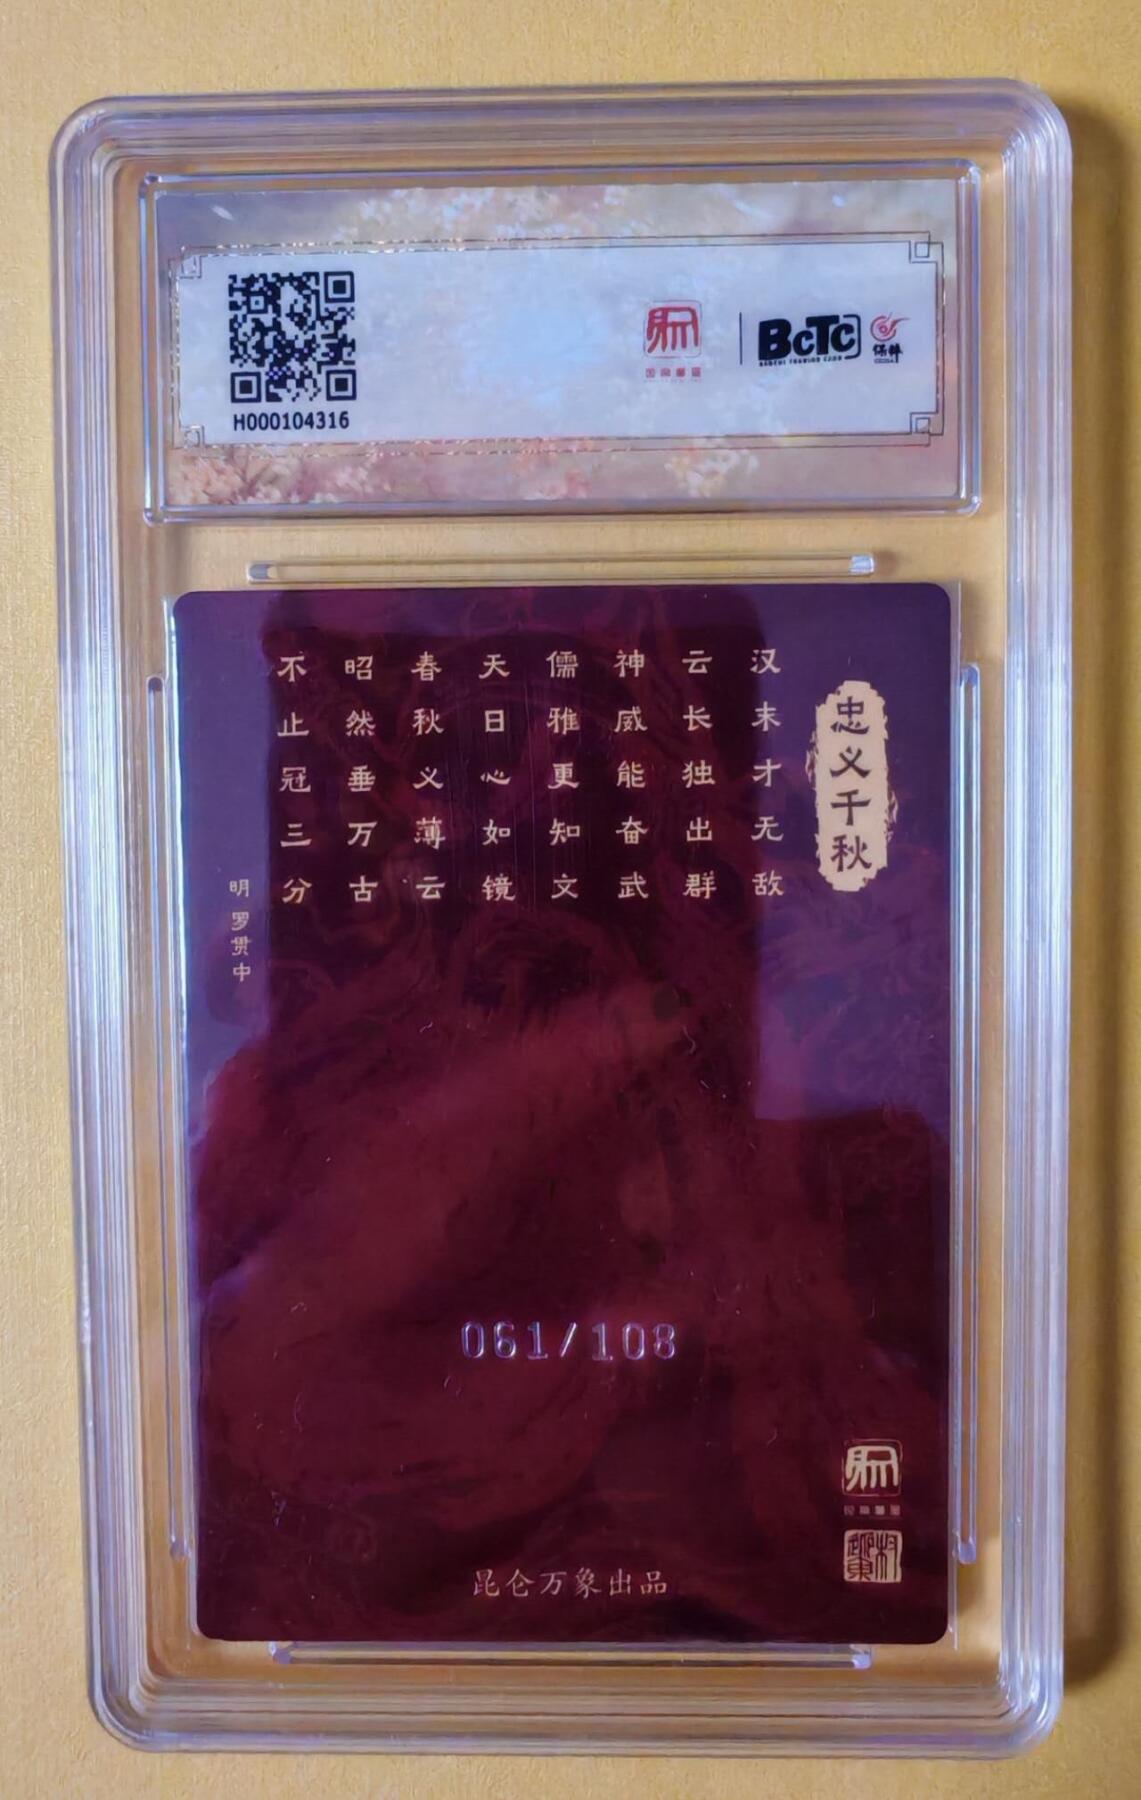 H000104316
BCTC
保粹
忠义千秋
汉末才无敌
云长独出群
神威能奋武
儒雅更知文
天日心如镜
春秋义薄云
昭然垂万古
不止冠三分
明 罗贯中
061/108
昆仑万象出品